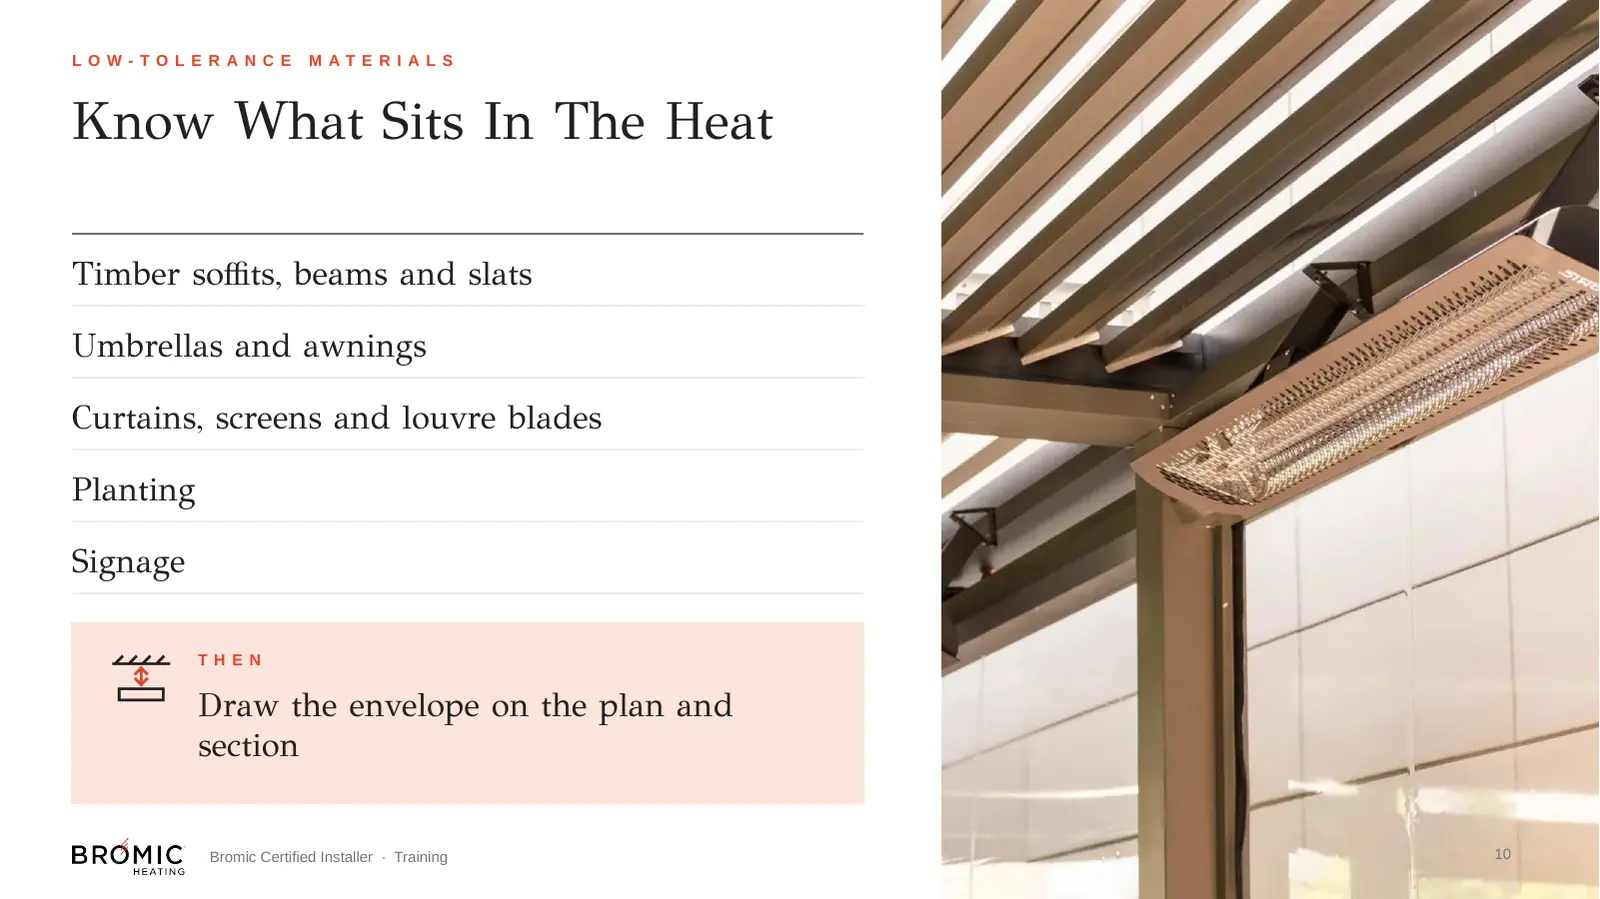 LOW-TOLERANCE MATERIALS
Know What Sits In The Heat
Timber soffits, beams and slats
Umbrellas and awnings
Curtains, screens and louvre blades
Planting
Signage
THEN
Draw the envelope on the plan and
section
BROMIC
HEATING
Bromic Certified Installer · Training
10